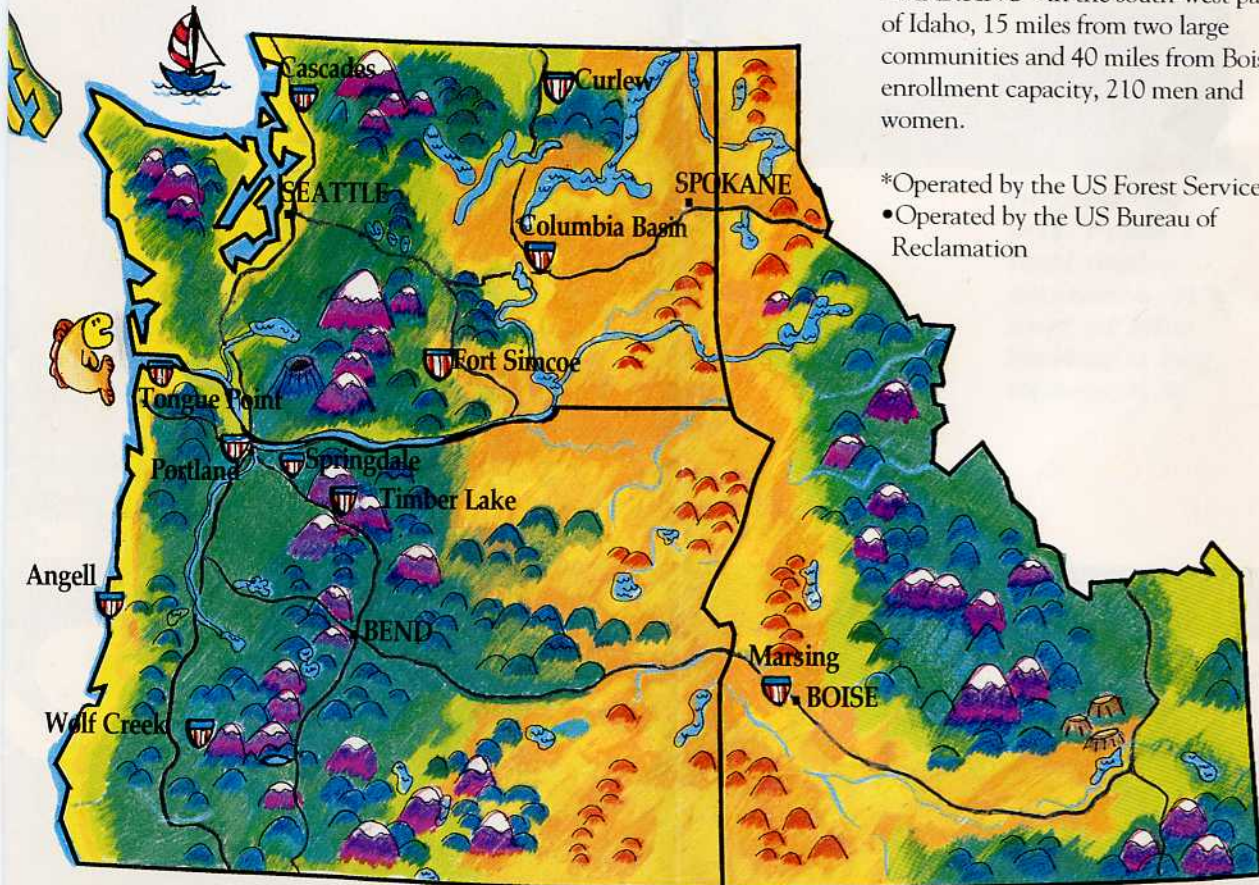 of Idaho, 15 miles from two large
communities and 40 miles from
enrollment capacity, 210 men and
women.
*Operated by the US Forest Service
•Operated by the US Bureau of
Reclamation
Cascades
Curlew
SEATTLE
SPOKANE
Columbia Basin
Fort Simcoe
Tongue Point
Portland
Springdale
Timber Lake
Angell
BEND
Marsing
BOISE
Wolf Creek